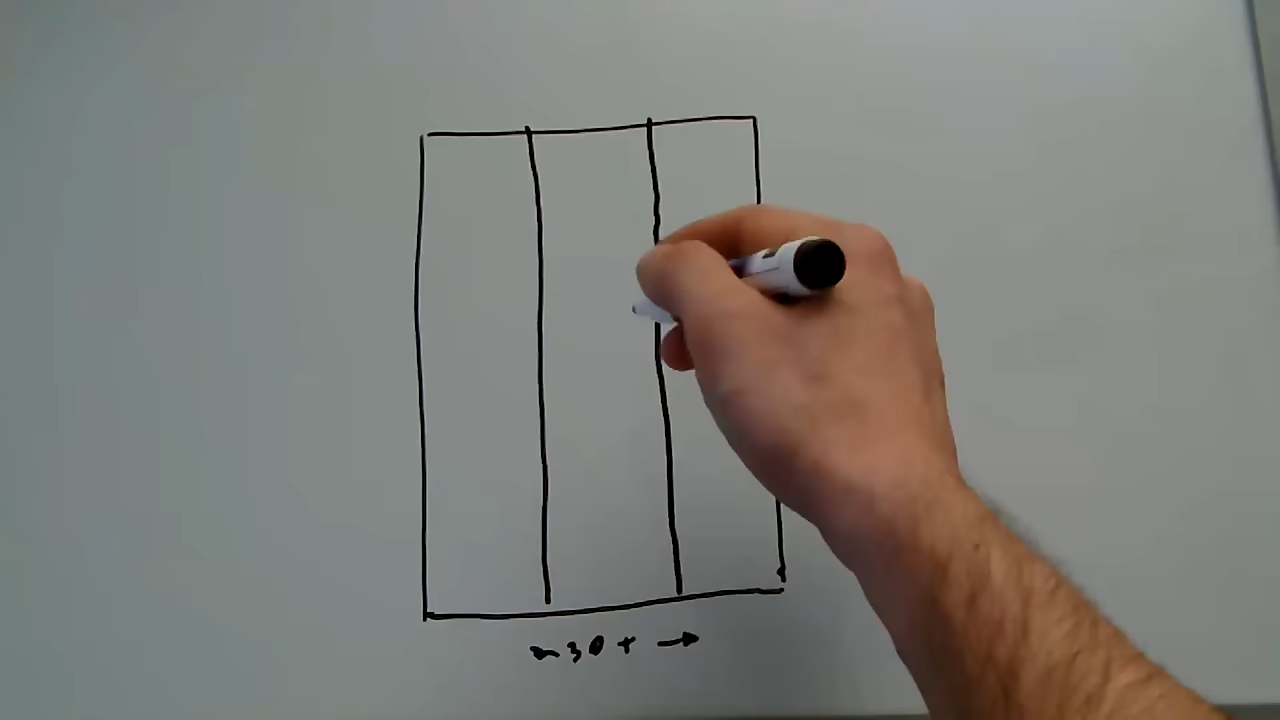 ~30 + →